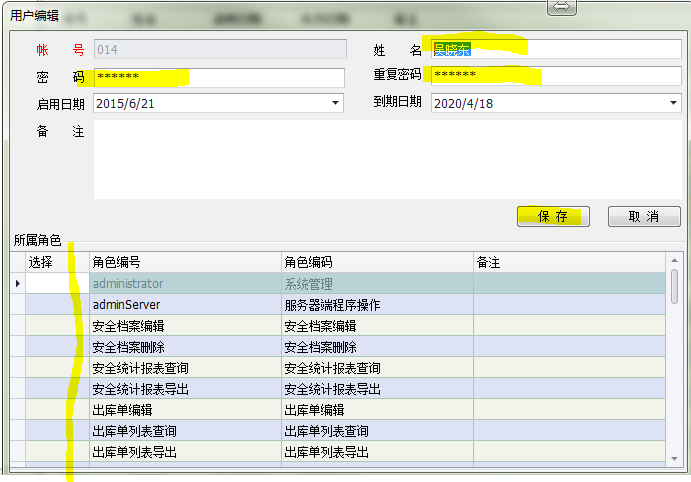 用户编辑
帐 号 014 姓 名 吴晓东
密 码 ****** 重复密码 ******
启用日期 2015/6/21 到期日期 2020/4/18
备 注
保 存 取 消
所属角色
选择 角色编号 角色编码 备注
administrator 系统管理
adminServer 服务器端程序操作
安全档案编辑 安全档案编辑
安全档案删除 安全档案删除
安全统计报表查询 安全统计报表查询
安全统计报表导出 安全统计报表导出
出库单编辑 出库单编辑
出库单列表查询 出库单列表查询
出库单列表导出 出库单列表导出